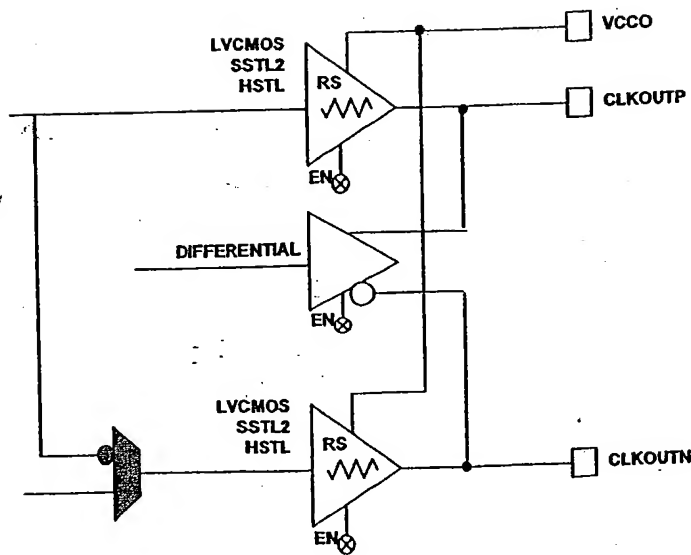 VCCO
LVCMOS
SSTL2
HSTL
RS
CLKOUTP
EN
DIFFERENTIAL
EN
LVCMOS
SSTL2
HSTL
RS
CLKOUTN
EN